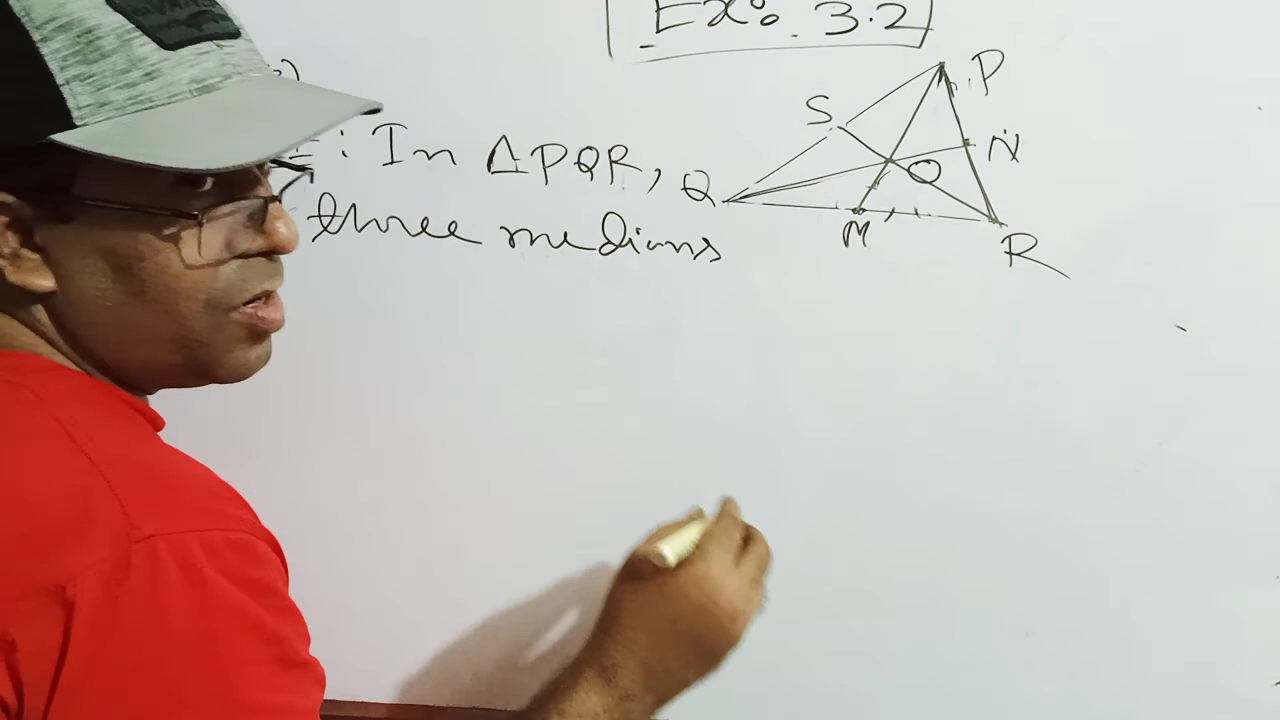 Ex: 3.2
: In ΔPQR,
three medians
P
S
N
Q
O
M
R